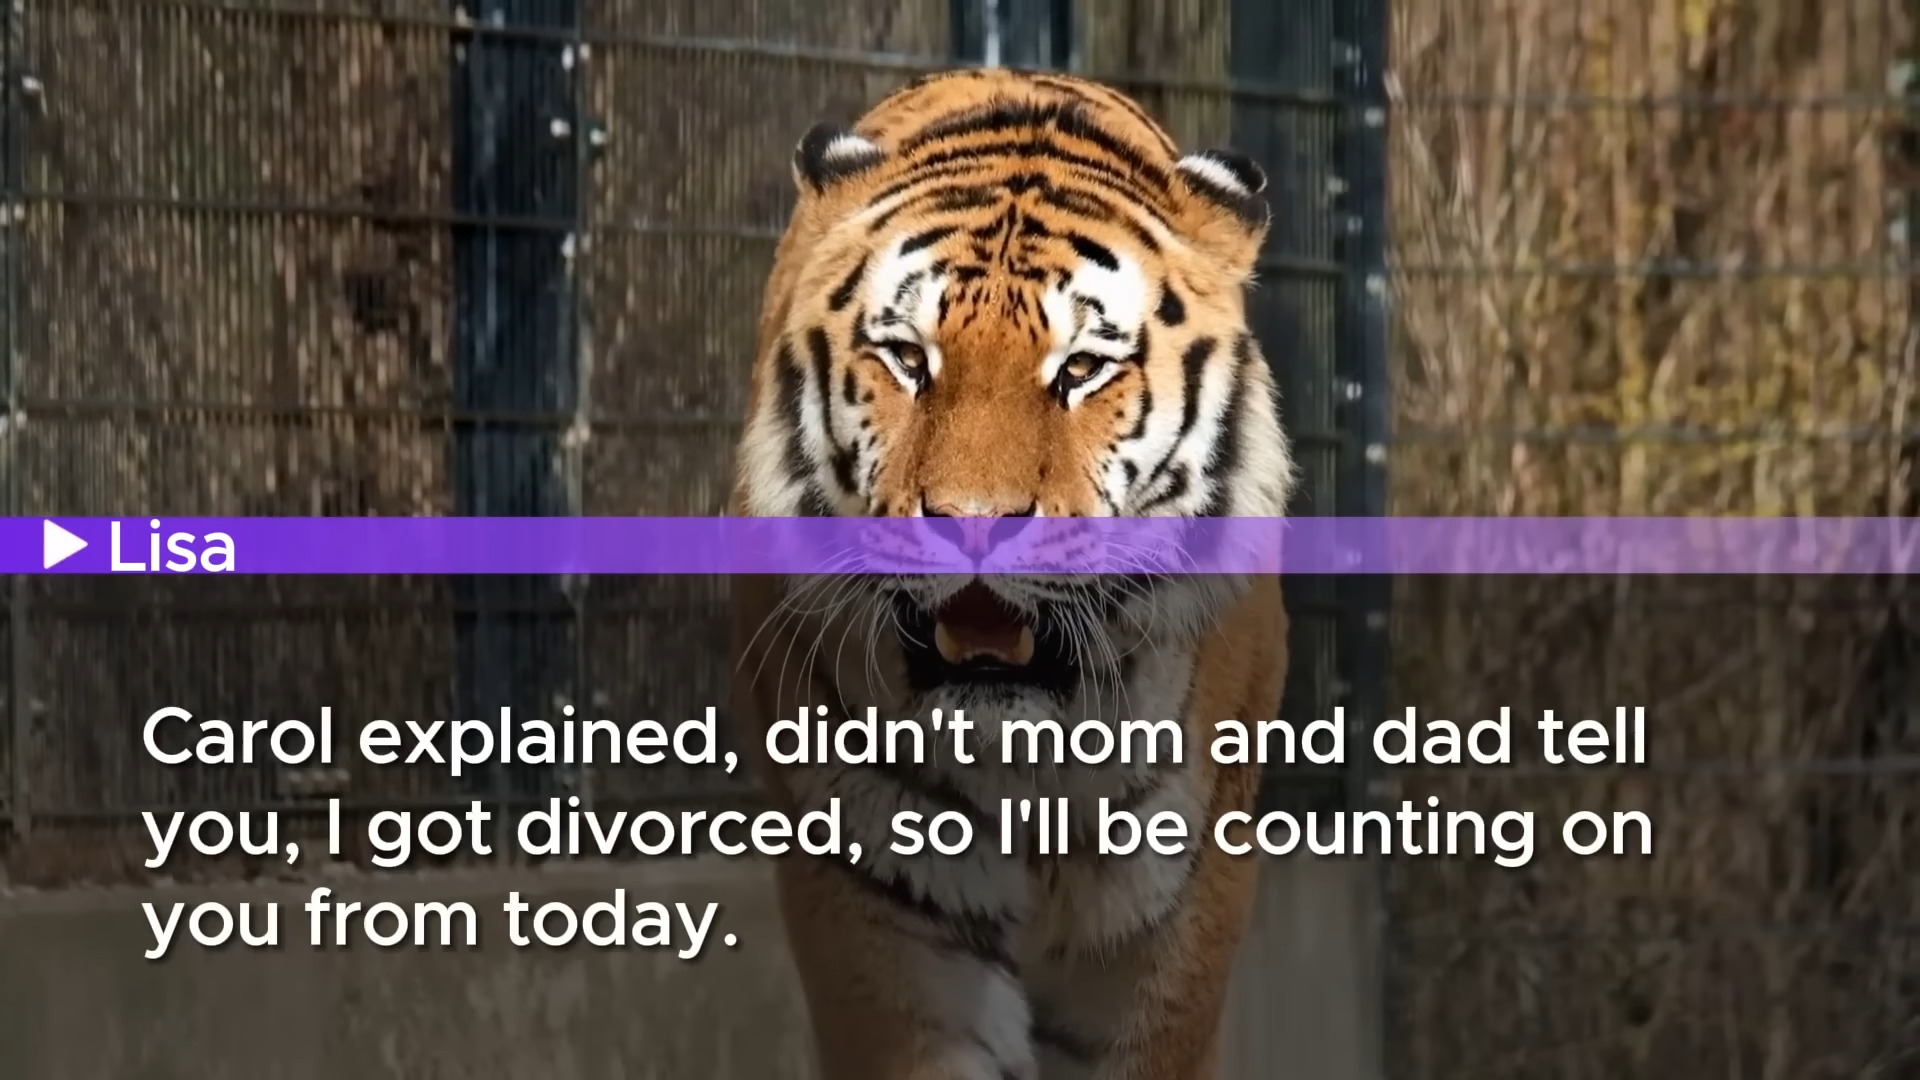 Lisa
Carol explained, didn't mom and dad tell
you, I got divorced, so I'll be counting on
you from today.